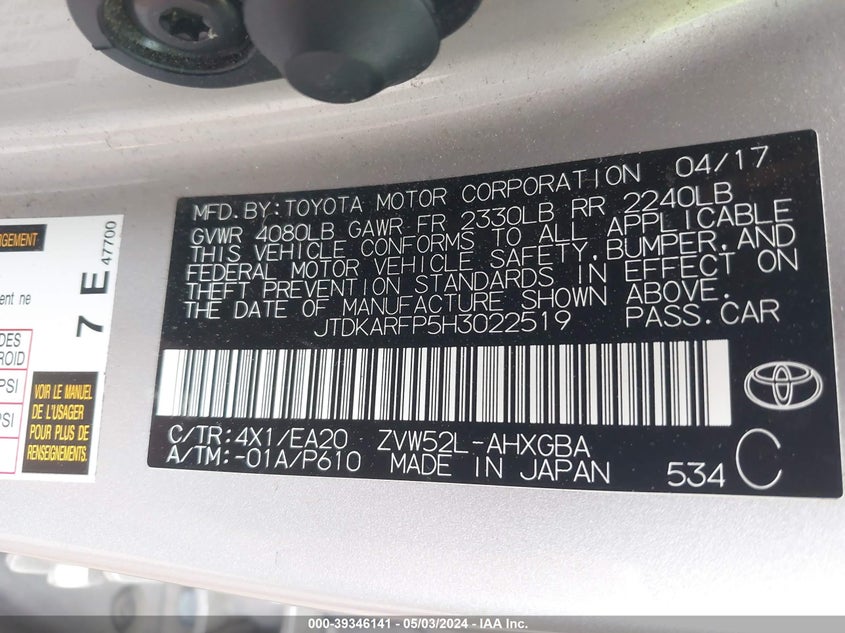 MFD.BY:TOYOTA MOTOR CORPORATION 04/17
GVWR 4080LB GAWR FR 2330LB RR 2240LB
THIS VEHICLE CONFORMS TO ALL APPLICABLE
FEDERAL MOTOR VEHICLE SAFETY,BUMPER,AND
THEFT PREVENTION STANDARDS IN EFFECT ON
THE DATE OF MANUFACTURE SHOWN ABOVE.
JTDKARFP5H3022519 PASS.CAR
C/TR:4X1/EA20 ZVW52L-AHXGBA
A/TM:-01A/P610 MADE IN JAPAN 534 C
7 E 47700
PSI
PSI
VOIR LE MANUEL
DE L'USAGER
POUR PLUS DE
RENSEIGNEMENTS.
000-39346141 - 05/03/2024 - IAA Inc.